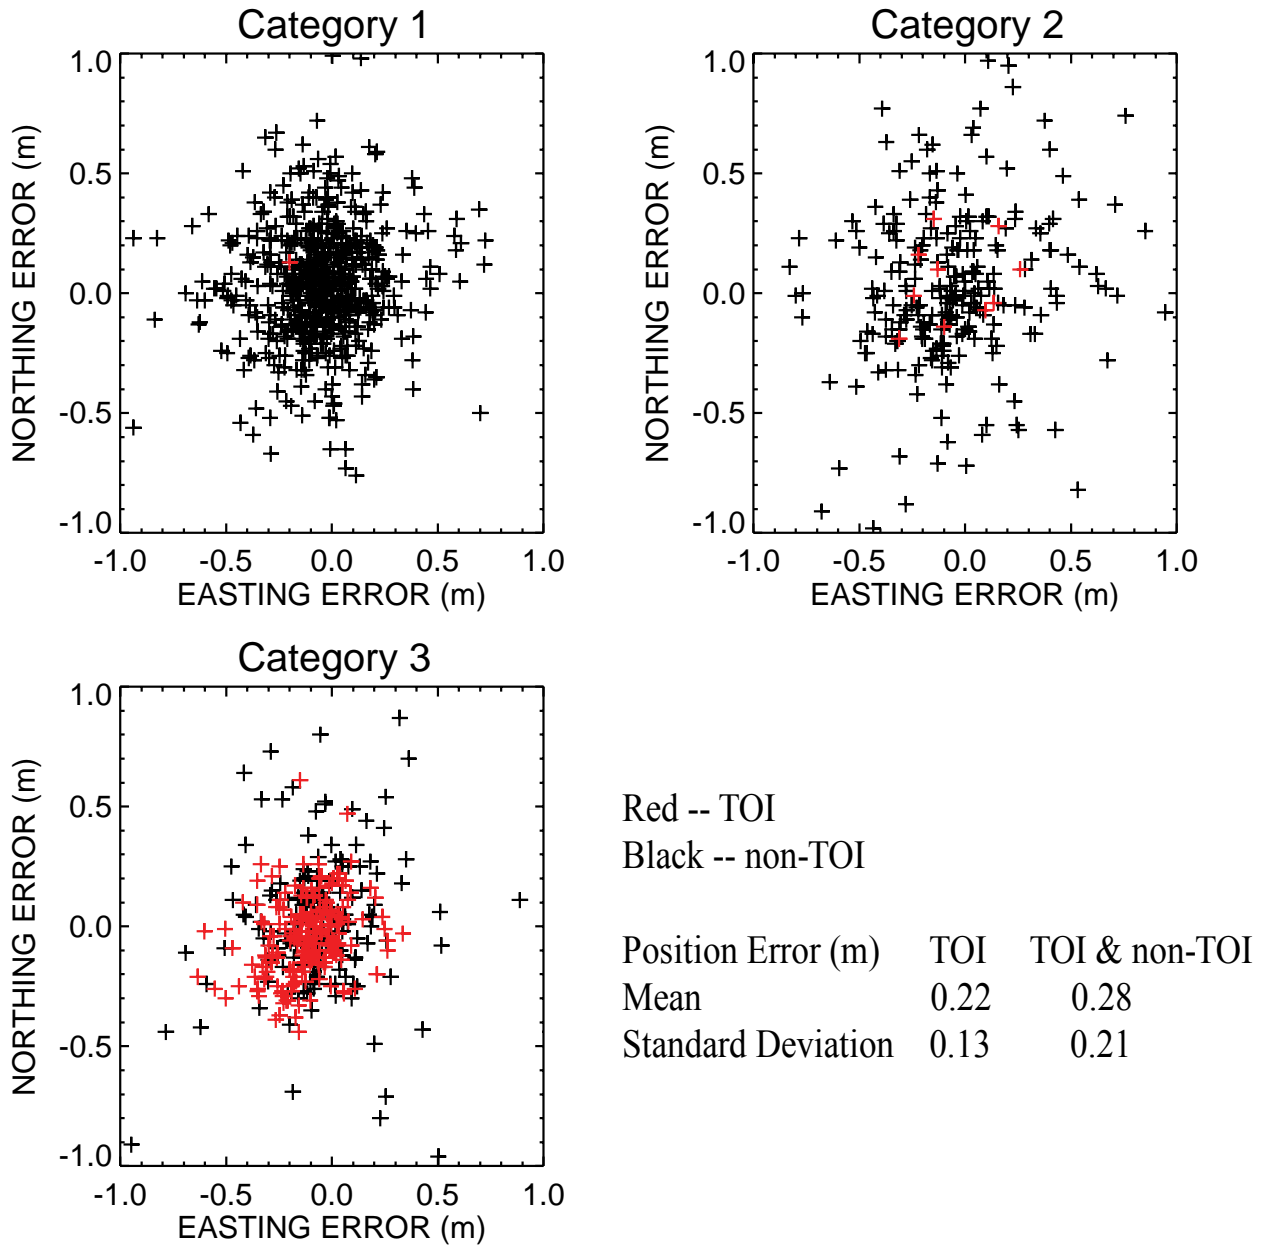 Category 1
1.0
0.5
0.0
-0.5
-1.0
NORTHING ERROR (m)
-1.0 -0.5 0.0 0.5 1.0
EASTING ERROR (m)
Category 2
1.0
0.5
0.0
-0.5
-1.0
NORTHING ERROR (m)
-1.0 -0.5 0.0 0.5 1.0
EASTING ERROR (m)
Category 3
1.0
0.5
0.0
-0.5
-1.0
NORTHING ERROR (m)
-1.0 -0.5 0.0 0.5 1.0
EASTING ERROR (m)
Red -- TOI
Black -- non-TOI
Position Error (m) TOI TOI & non-TOI
Mean 0.22 0.28
Standard Deviation 0.13 0.21